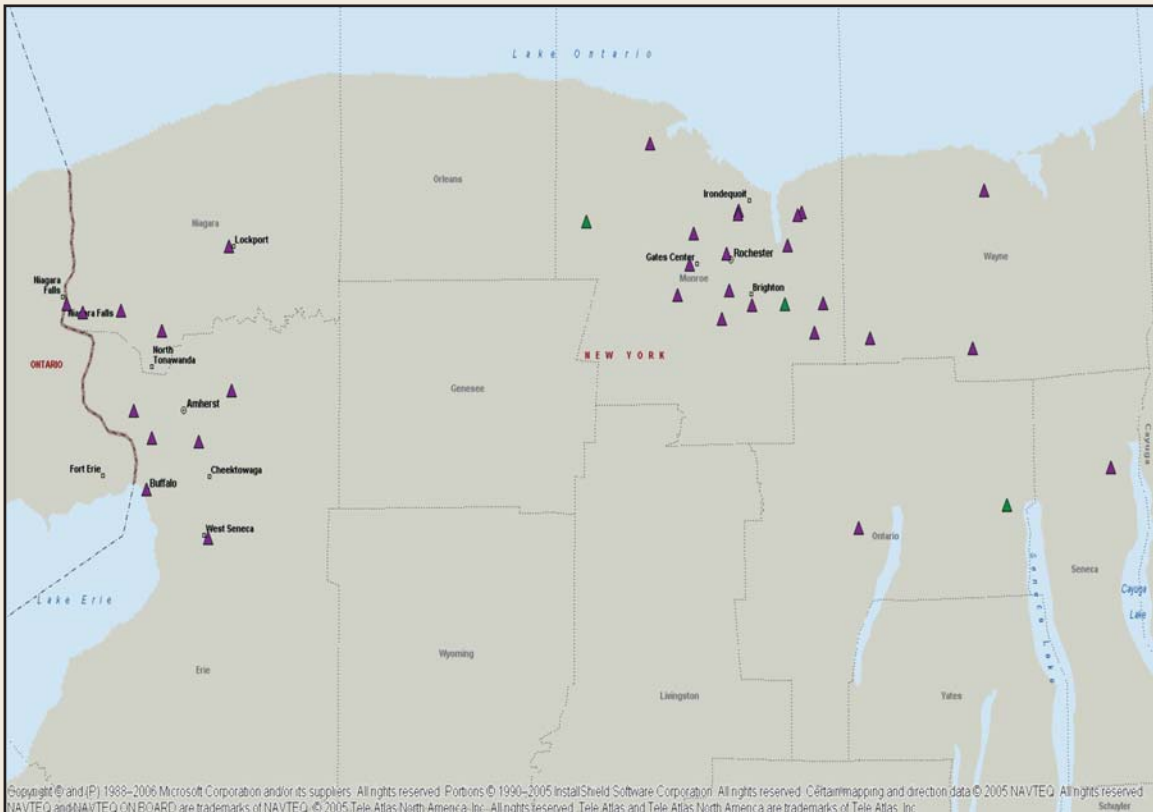 Lake Ontario
Orleans
Irondequoit
Niagara
Lockport
Rochester
Gates Center
Wayne
Monroe
Niagara
Falls
Brighton
Niagara Falls
NEW YORK
North
Tonawanda
ONTARIO
Genesee
Amherst
Cayuga
Fort Erie
Cheektowaga
Buffalo
West Seneca
Ontario
Seneca
Seneca Lake
Cayuga
Lake
Lake Erie
Wyoming
Erie
Livingston
Yates
Copyright © and (P) 1988–2006 Microsoft Corporation and/or its suppliers. All rights reserved. Portions © 1990–2005 InstallShield Software Corporation. All rights reserved. Certain mapping and direction data © 2005 NAVTEQ. All rights reserved.
NAVTEQ and NAVTEQ ON BOARD are trademarks of NAVTEQ. © 2005 Tele Atlas North America, Inc. All rights reserved. Tele Atlas and Tele Atlas North America are trademarks of Tele Atlas, Inc.
Schuyler